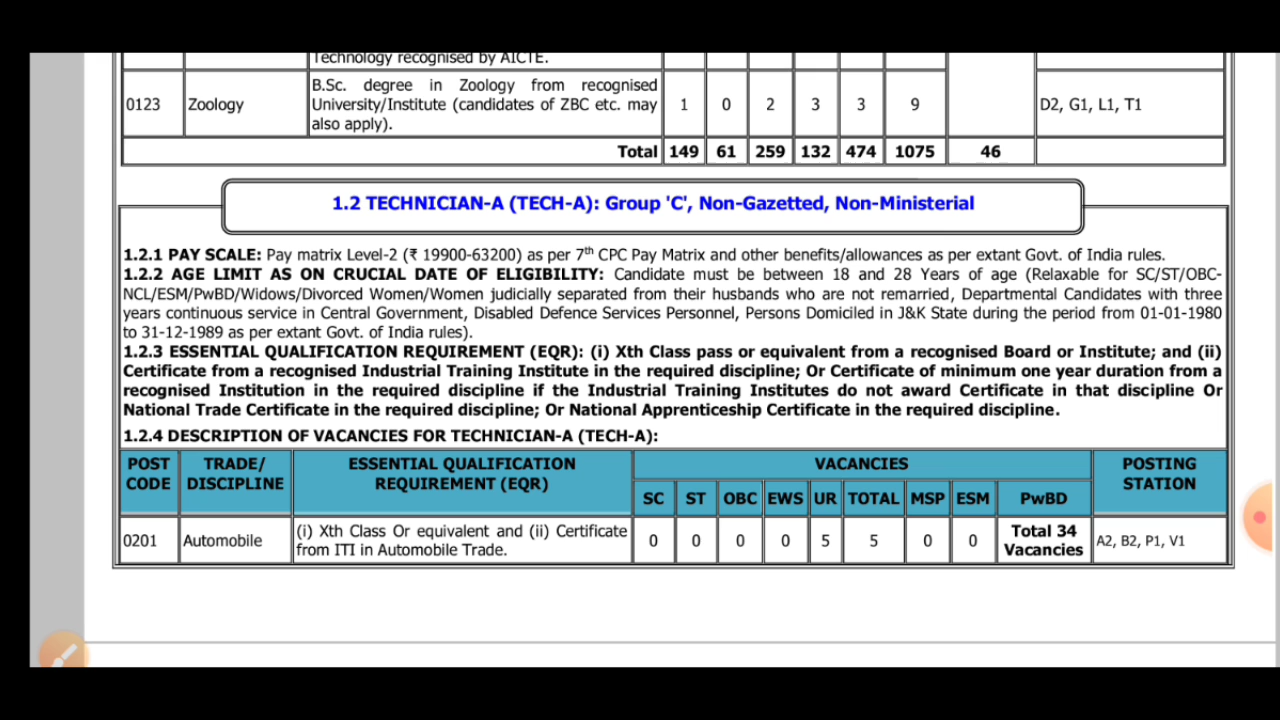 Technology recognised by AICTE.
0123 Zoology B.Sc. degree in Zoology from recognised University/Institute (candidates of ZBC etc. may also apply). 1 0 2 3 3 9 D2, G1, L1, T1
Total 149 61 259 132 474 1075 46
1.2 TECHNICIAN-A (TECH-A): Group 'C', Non-Gazetted, Non-Ministerial
1.2.1 PAY SCALE: Pay matrix Level-2 (₹ 19900-63200) as per 7th CPC Pay Matrix and other benefits/allowances as per extant Govt. of India rules.
1.2.2 AGE LIMIT AS ON CRUCIAL DATE OF ELIGIBILITY: Candidate must be between 18 and 28 Years of age (Relaxable for SC/ST/OBC-
NCL/ESM/PwBD/Widows/Divorced Women/Women judicially separated from their husbands who are not remarried, Departmental Candidates with three
years continuous service in Central Government, Disabled Defence Services Personnel, Persons Domiciled in J&K State during the period from 01-01-1980
to 31-12-1989 as per extant Govt. of India rules).
1.2.3 ESSENTIAL QUALIFICATION REQUIREMENT (EQR): (i) Xth Class pass or equivalent from a recognised Board or Institute; and (ii)
Certificate from a recognised Industrial Training Institute in the required discipline; Or Certificate of minimum one year duration from a
recognised Institution in the required discipline if the Industrial Training Institutes do not award Certificate in that discipline Or
National Trade Certificate in the required discipline; Or National Apprenticeship Certificate in the required discipline.
1.2.4 DESCRIPTION OF VACANCIES FOR TECHNICIAN-A (TECH-A):
POST CODE TRADE/ DISCIPLINE ESSENTIAL QUALIFICATION REQUIREMENT (EQR) VACANCIES POSTING STATION
SC ST OBC EWS UR TOTAL MSP ESM PwBD
0201 Automobile (i) Xth Class Or equivalent and (ii) Certificate from ITI in Automobile Trade. 0 0 0 0 5 5 0 0 Total 34 Vacancies A2, B2, P1, V1